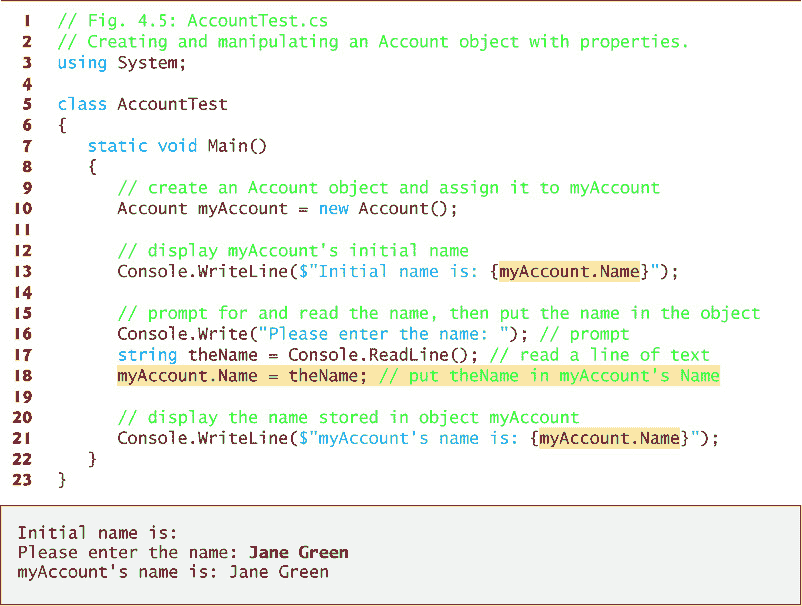 1 // Fig. 4.5: AccountTest.cs
2 // Creating and manipulating an Account object with properties.
3 using System;
4
5 class AccountTest
6 {
7 static void Main()
8 {
9 // create an Account object and assign it to myAccount
10 Account myAccount = new Account();
11
12 // display myAccount's initial name
13 Console.WriteLine($"Initial name is: {myAccount.Name}");
14
15 // prompt for and read the name, then put the name in the object
16 Console.Write("Please enter the name: "); // prompt
17 string theName = Console.ReadLine(); // read a line of text
18 myAccount.Name = theName; // put theName in myAccount's Name
19
20 // display the name stored in object myAccount
21 Console.WriteLine($"myAccount's name is: {myAccount.Name}");
22 }
23 }
Initial name is:
Please enter the name: Jane Green
myAccount's name is: Jane Green